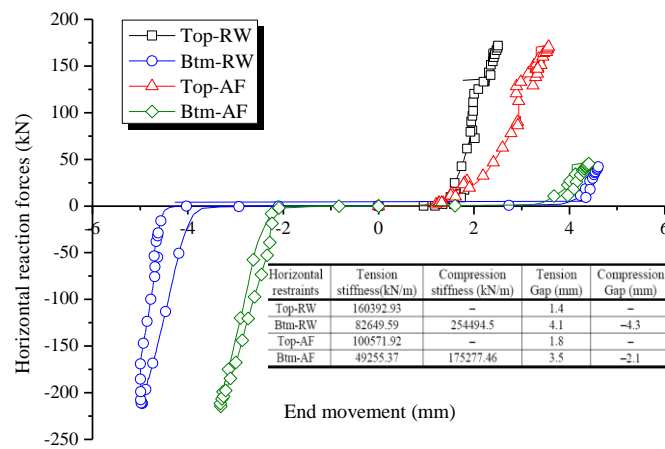 200
150
100
50
0
-50
-100
-150
-200
-250
Horizontal reaction forces (kN)
Top-RW
Btm-RW
Top-AF
Btm-AF
-6 -4 -2 0 2 4 6
Horizontal restraints Tension stiffness(kN/m) Compression stiffness (kN/m) Tension Gap (mm) Compression Gap (mm)
Top-RW 160392.93 – 1.4 –
Btm-RW 82649.59 254494.5 4.1 –4.3
Top-AF 100571.92 – 1.8 –
Btm-AF 49255.37 175277.46 3.5 –2.1
End movement (mm)